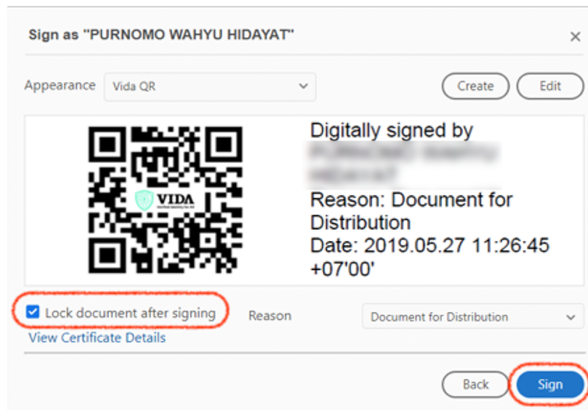 Sign as "PURNOMO WAHYU HIDAYAT"
Appearance Vida QR Create Edit
VIDA
Digitally signed by
Reason: Document for
Distribution
Date: 2019.05.27 11:26:45
+07'00'
Lock document after signing Reason Document for Distribution
View Certificate Details
Back Sign